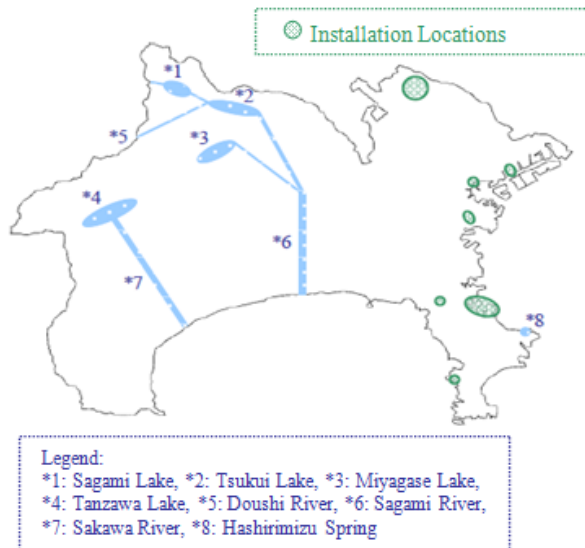 Installation Locations
*1
*2
*3
*5
*4
*6
*7
*8
Legend:
*1: Sagami Lake, *2: Tsukui Lake, *3: Miyagase Lake,
*4: Tanzawa Lake, *5: Doushi River, *6: Sagami River,
*7: Sakawa River, *8: Hashirimizu Spring